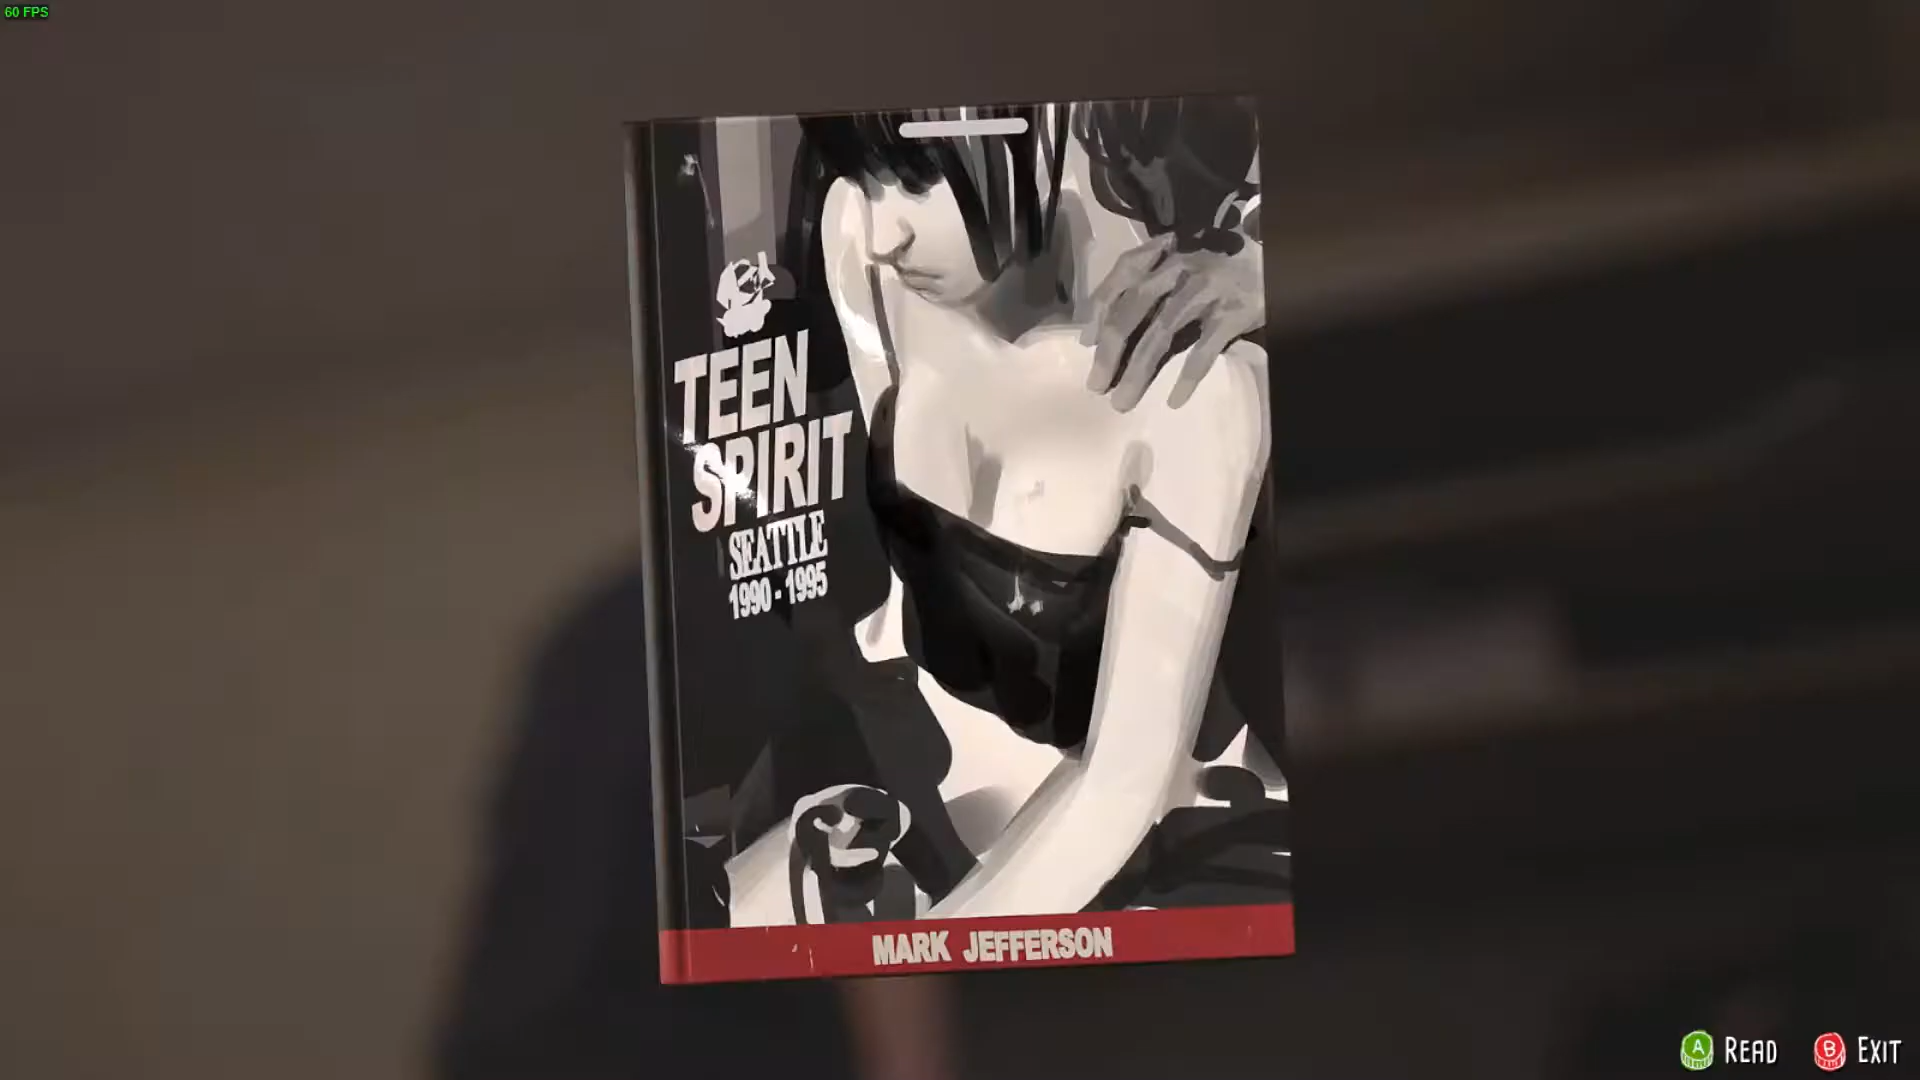 60 FPS
TEEN
SPIRIT
SEATTLE
1990 - 1995
MARK JEFFERSON
A READ B EXIT